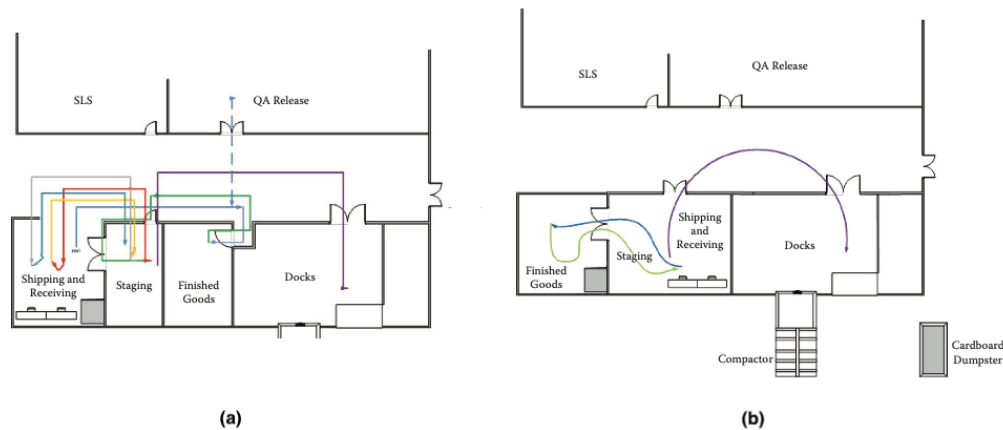 SLS
QA Release
Shipping and
Receiving
Staging
Finished
Goods
Docks
(a)
SLS
QA Release
Finished
Goods
Staging
Shipping
and
Receiving
Docks
Compactor
Cardboard
Dumpster
(b)